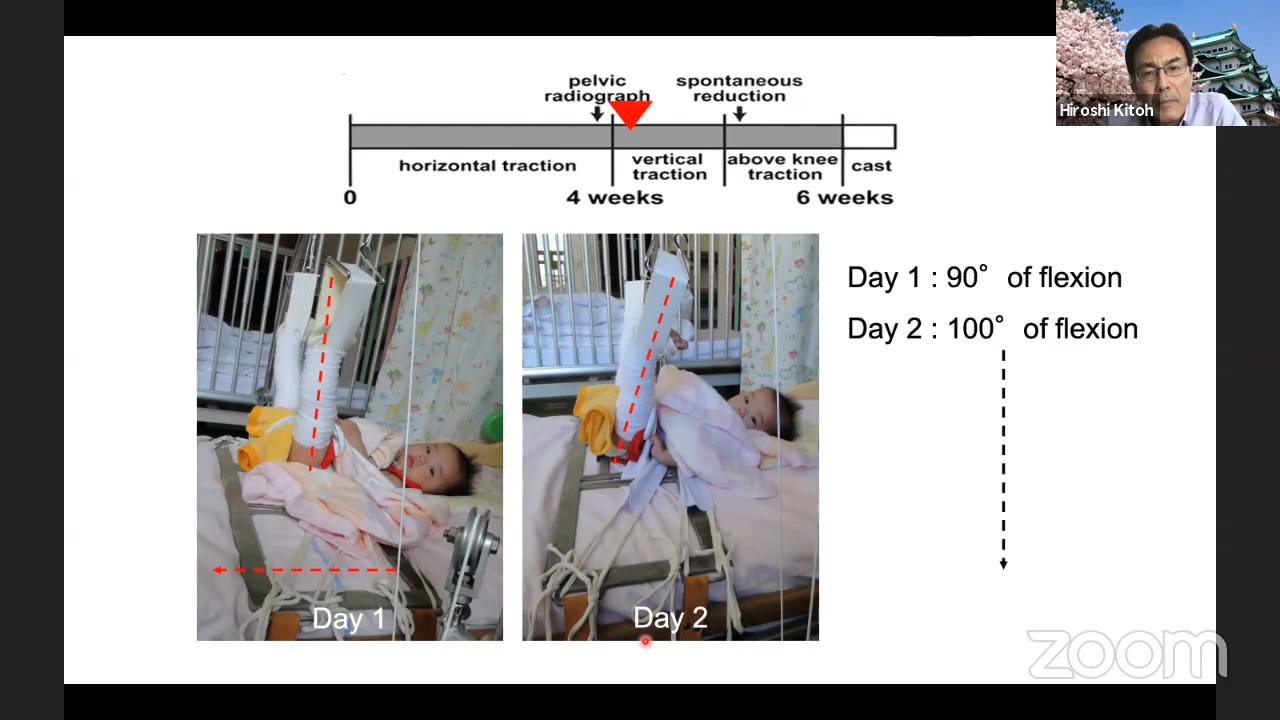 Hiroshi Kitoh
pelvic
radiograph
spontaneous
reduction
horizontal traction
vertical
traction
above knee
traction
cast
0
4 weeks
6 weeks
Day 1 : 90° of flexion
Day 2 : 100° of flexion
Day 1
Day 2
zoom